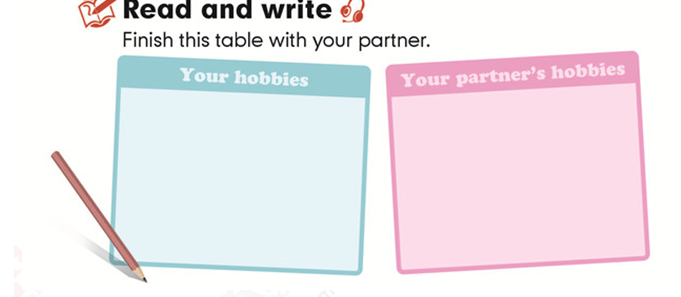 Read and write
Finish this table with your partner.
Your hobbies
Your partner's hobbies